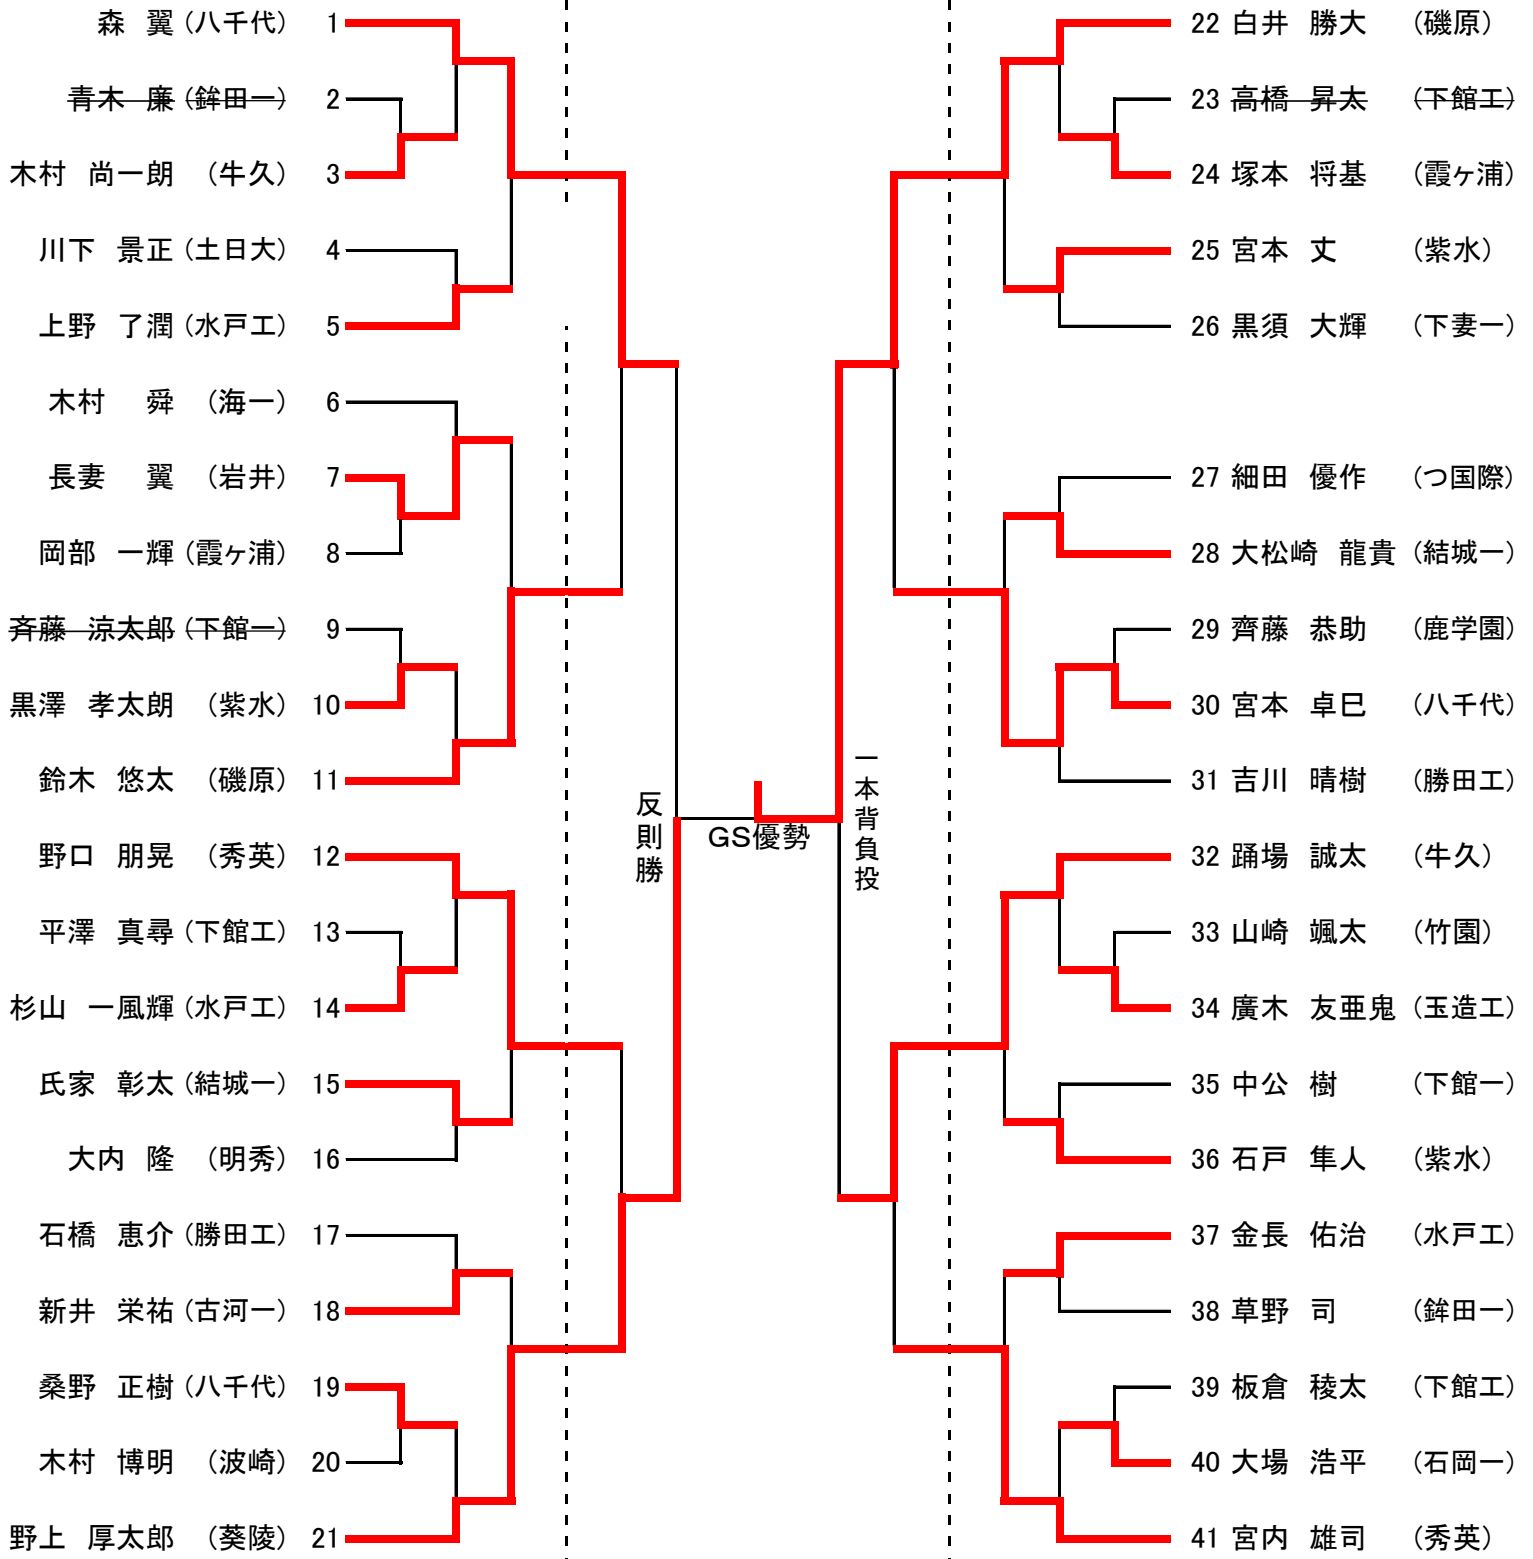 森 翼 (八千代) 1
青木 廉 (鉾田一) 2
木村 尚一朗 (牛久) 3
川下 景正 (土日大) 4
上野 了潤 (水戸工) 5
木村 舜 (海一) 6
長妻 翼 (岩井) 7
岡部 一輝 (霞ヶ浦) 8
斉藤 涼太郎 (下館一) 9
黒澤 孝太朗 (紫水) 10
鈴木 悠太 (磯原) 11
野口 朋晃 (秀英) 12
平澤 真尋 (下館工) 13
杉山 一風輝 (水戸工) 14
氏家 彰太 (結城一) 15
大内 隆 (明秀) 16
石橋 恵介 (勝田工) 17
新井 栄祐 (古河一) 18
桑野 正樹 (八千代) 19
木村 博明 (波崎) 20
野上 厚太郎 (葵陵) 21
反則勝
GS優勢
一本背負投
22 白井 勝大 (磯原)
23 高橋 昇太 (下館工)
24 塚本 将基 (霞ヶ浦)
25 宮本 丈 (紫水)
26 黒須 大輝 (下妻一)
27 細田 優作 (つ国際)
28 大松崎 龍貴 (結城一)
29 齊藤 恭助 (鹿学園)
30 宮本 卓巳 (八千代)
31 吉川 晴樹 (勝田工)
32 踊場 誠太 (牛久)
33 山崎 颯太 (竹園)
34 廣木 友亜鬼 (玉造工)
35 中公 樹 (下館一)
36 石戸 隼人 (紫水)
37 金長 佑治 (水戸工)
38 草野 司 (鉾田一)
39 板倉 稜太 (下館工)
40 大場 浩平 (石岡一)
41 宮内 雄司 (秀英)